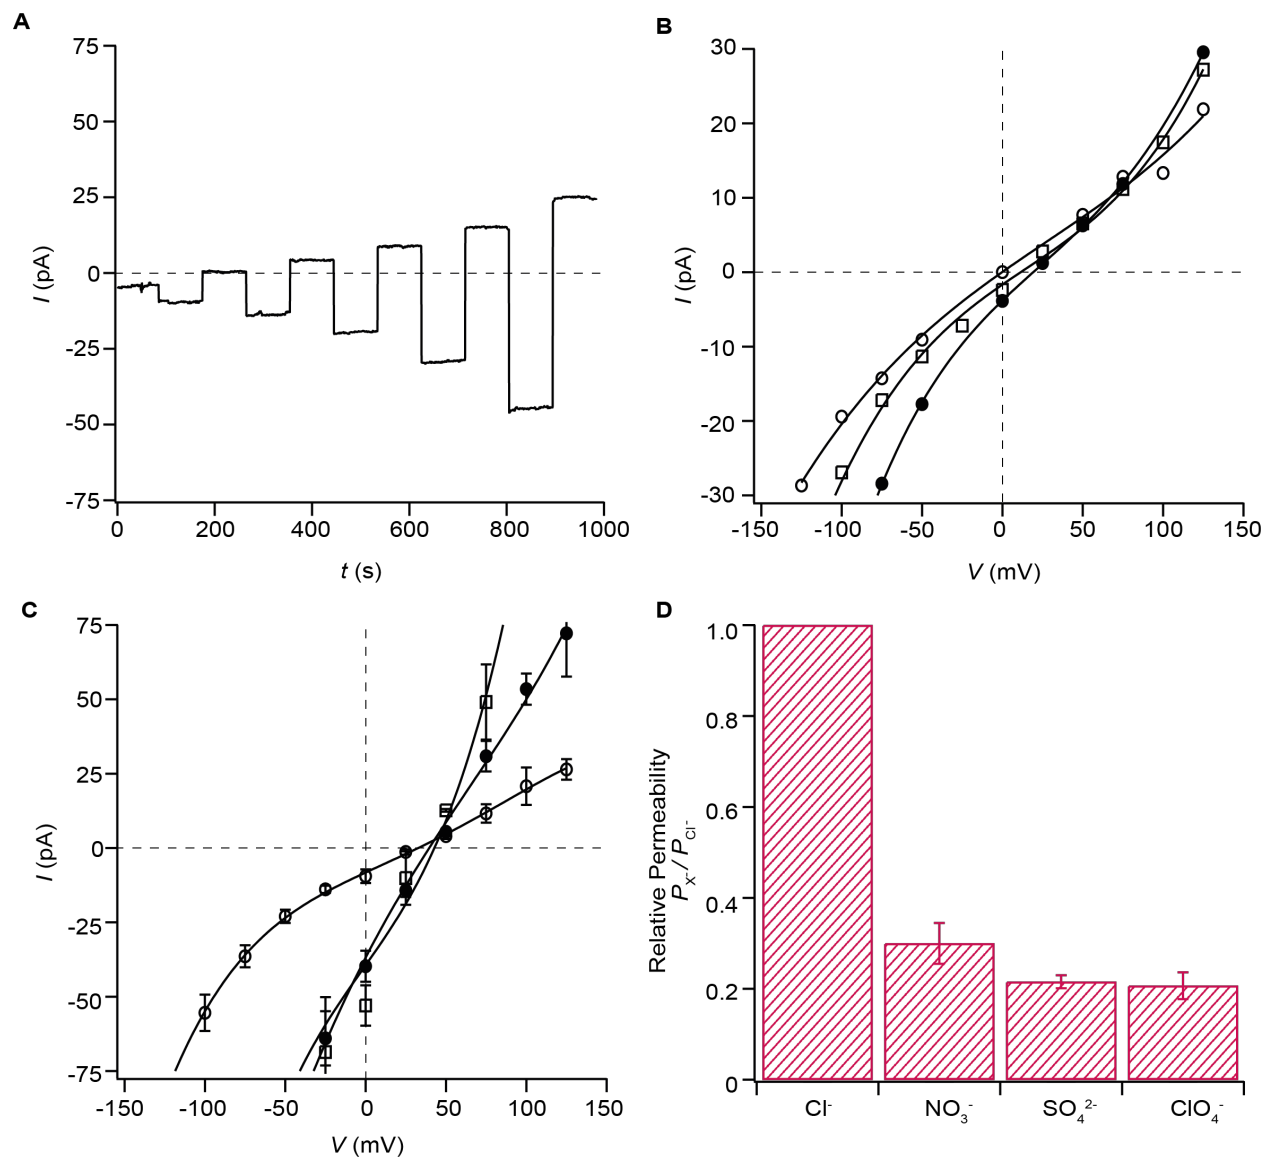 A
75
50
25
0
-25
-50
-75
I (pA)
0 200 400 600 800 1000
t (s)
B
30
20
10
0
-10
-20
-30
I (pA)
-150 -100 -50 0 50 100 150
V (mV)
C
75
50
25
0
-25
-50
-75
I (pA)
-150 -100 -50 0 50 100 150
V (mV)
D
1.0
0.8
0.6
0.4
0.2
0
Relative Permeability
Pₓ⁻ / P_Cl⁻
Cl⁻ NO₃⁻ SO₄²⁻ ClO₄⁻